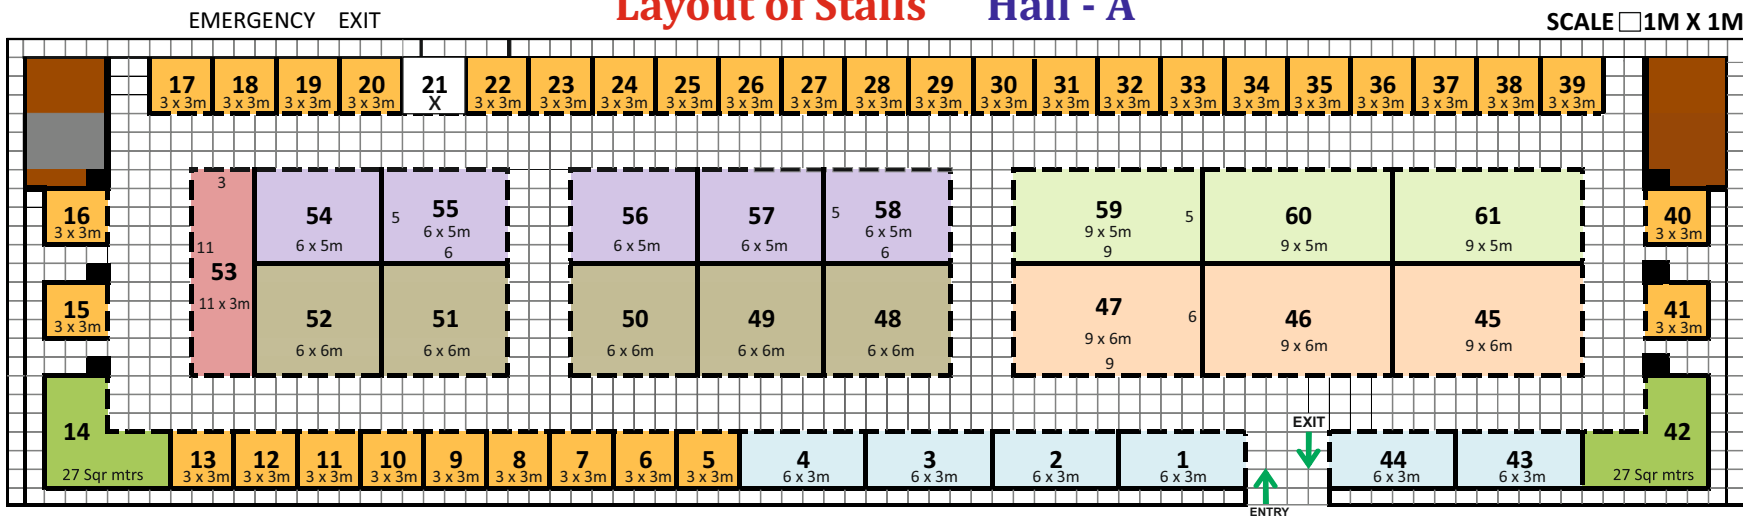 Layout of Stalls Hall - A
EMERGENCY EXIT
SCALE 1M X 1M
17 18 19 20 21 22 23 24 25 26 27 28 29 30 31 32 33 34 35 36 37 38 39
3 x 3m 3 x 3m 3 x 3m 3 x 3m X 3 x 3m 3 x 3m 3 x 3m 3 x 3m 3 x 3m 3 x 3m 3 x 3m 3 x 3m 3 x 3m 3 x 3m 3 x 3m 3 x 3m 3 x 3m 3 x 3m 3 x 3m 3 x 3m 3 x 3m 3 x 3m
16
3 x 3m
15
3 x 3m
14
27 Sqr mtrs
3
11
53
11 x 3m
54
6 x 5m
5
55
6 x 5m
6
52
6 x 6m
51
6 x 6m
56
6 x 5m
57
6 x 5m
5
58
6 x 5m
6
50
6 x 6m
49
6 x 6m
48
6 x 6m
59
9 x 5m
9
5
60
9 x 5m
61
9 x 5m
47
9 x 6m
9
6
46
9 x 6m
45
9 x 6m
40
3 x 3m
41
3 x 3m
42
27 Sqr mtrs
13 12 11 10 9 8 7 6 5 4 3 2 1
3 x 3m 3 x 3m 3 x 3m 3 x 3m 3 x 3m 3 x 3m 3 x 3m 3 x 3m 3 x 3m 6 x 3m 6 x 3m 6 x 3m 6 x 3m
EXIT
ENTRY
44 43
6 x 3m 6 x 3m